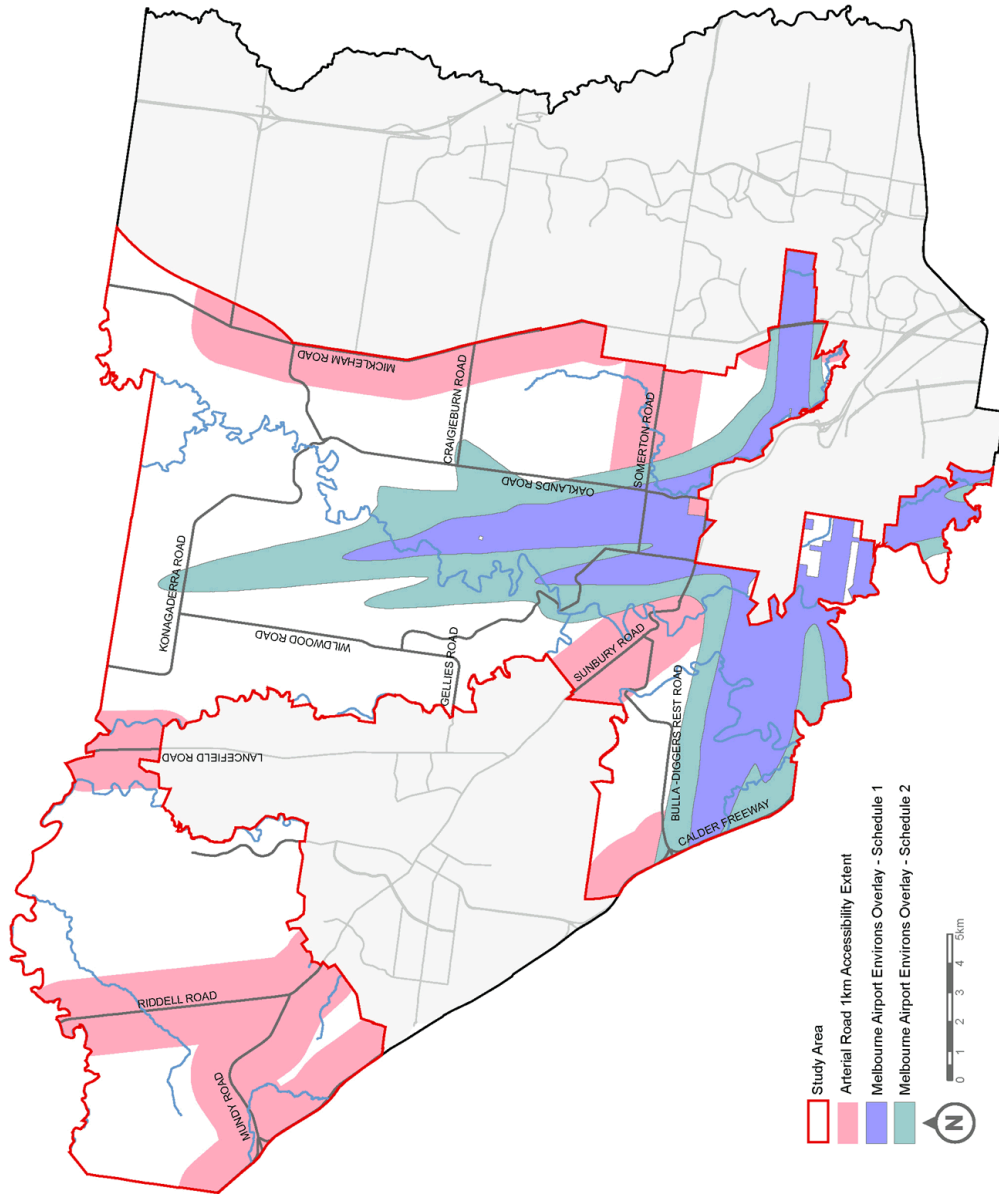 KONAGADERRA ROAD
MICKLEHAM ROAD
CRAIGIEBURN ROAD
OAKLANDS ROAD
SOMERTON ROAD
WILDWOOD ROAD
GELLIES ROAD
SUNBURY ROAD
LANCEFIELD ROAD
RIDDELL ROAD
MUNDY ROAD
BULLA -DIGGERS REST ROAD
CALDER FREEWAY
Study Area
Arterial Road 1km Accessibility Extent
Melbourne Airport Environs Overlay - Schedule 1
Melbourne Airport Environs Overlay - Schedule 2
N
0 1 2 3 4 5km